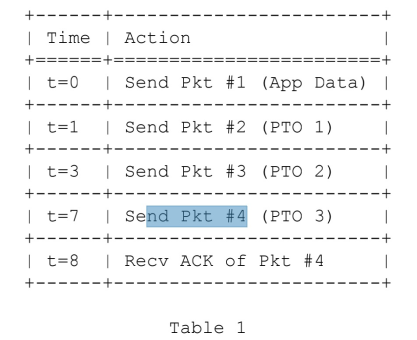 +------+------------------------+
| Time | Action                 |
+======+========================+
| t=0  | Send Pkt #1 (App Data) |
+------+------------------------+
| t=1  | Send Pkt #2 (PTO 1)    |
+------+------------------------+
| t=3  | Send Pkt #3 (PTO 2)    |
+------+------------------------+
| t=7  | Send Pkt #4 (PTO 3)    |
+------+------------------------+
| t=8  | Recv ACK of Pkt #4     |
+------+------------------------+
Table 1